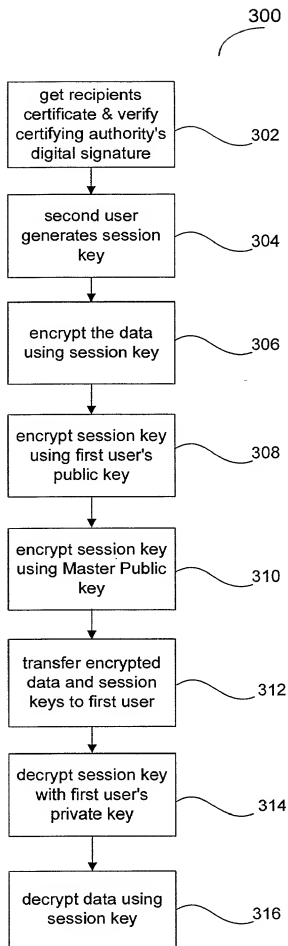 300
get recipients
certificate & verify
certifying authority's
digital signature
302
second user
generates session
key
304
encrypt the data
using session key
306
encrypt session key
using first user's
public key
308
encrypt session key
using Master Public
key
310
transfer encrypted
data and session
keys to first user
312
decrypt session key
with first user's
private key
314
decrypt data using
session key
316